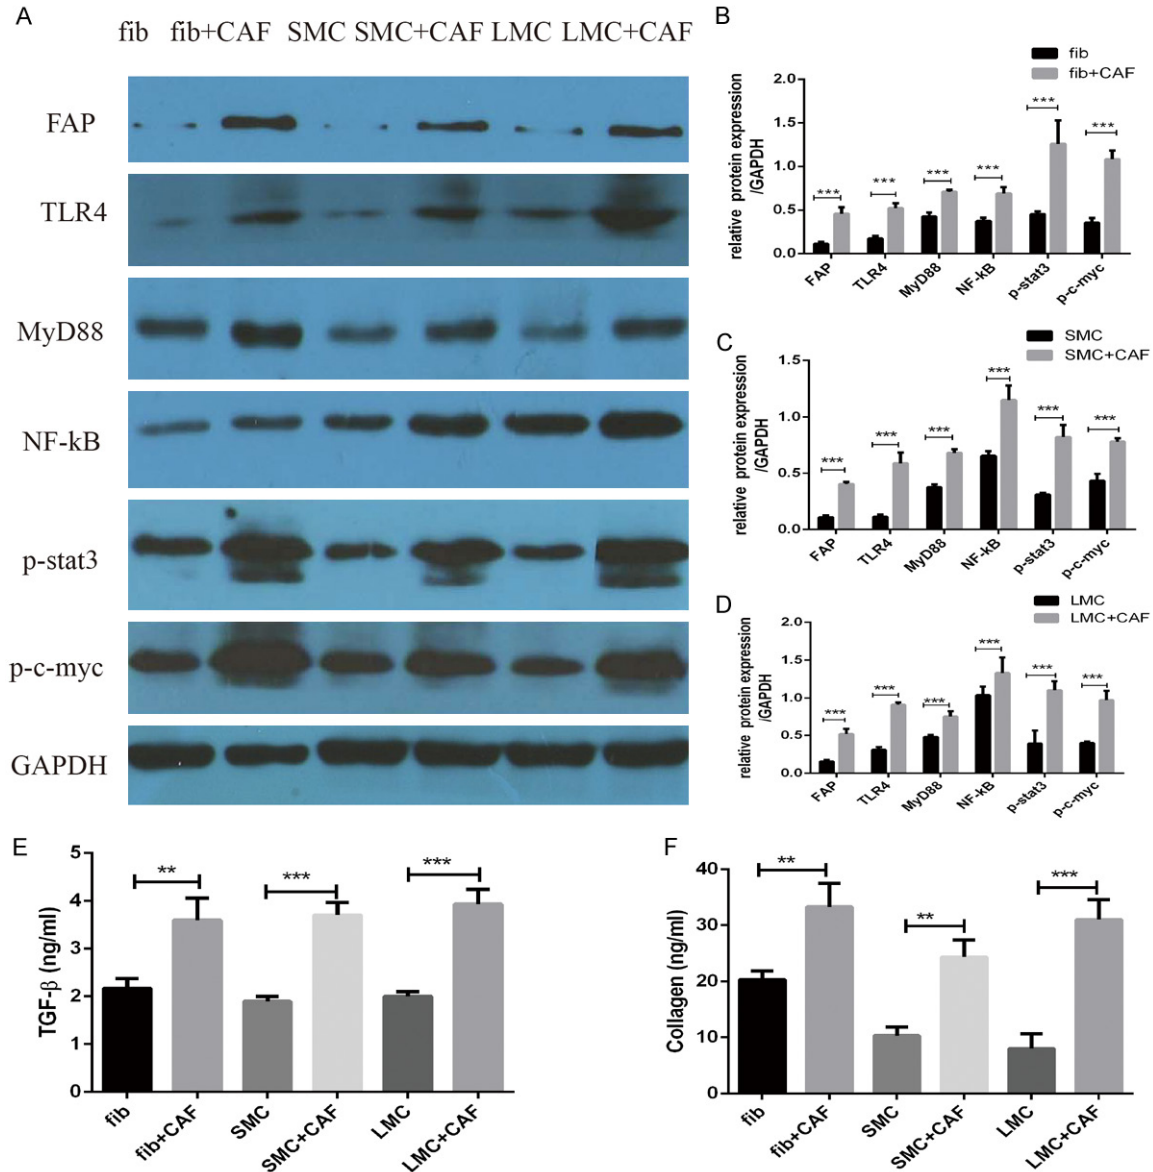 A
fib fib+CAF SMC SMC+CAF LMC LMC+CAF
FAP
TLR4
MyD88
NF-kB
p-stat3
p-c-myc
GAPDH
B
fib
fib+CAF
relative protein expression
/GAPDH
2.0
1.5
1.0
0.5
0.0
*** *** *** *** *** ***
FAP TLR4 MyD88 NF-kB p-stat3 p-c-myc
C
SMC
SMC+CAF
relative protein expression
/GAPDH
1.5
1.0
0.5
0.0
*** *** *** *** *** ***
FAP TLR4 MyD88 NF-kB p-stat3 p-c-myc
D
LMC
LMC+CAF
relative protein expression
/GAPDH
2.0
1.5
1.0
0.5
0.0
*** *** *** *** *** ***
FAP TLR4 MyD88 NF-kB p-stat3 p-c-myc
E
TGF-β (ng/ml)
5
4
3
2
1
0
** *** ***
fib fib+CAF SMC SMC+CAF LMC LMC+CAF
F
Collagen (ng/ml)
40
30
20
10
0
** ** ***
fib fib+CAF SMC SMC+CAF LMC LMC+CAF